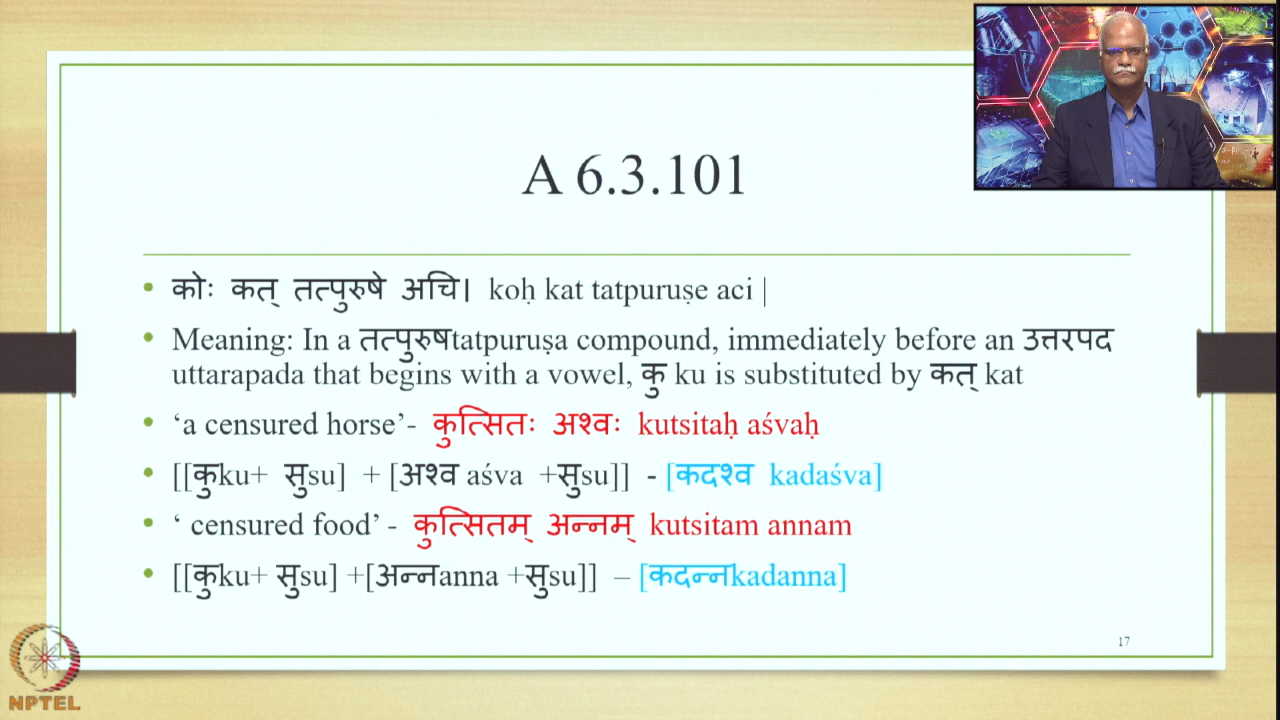 A 6.3.101
• कोः कत् तत्पुरुषे अचि। koḥ kat tatpuruṣe aci |
• Meaning: In a तत्पुरुषtatpuruṣa compound, immediately before an उत्तरपद
uttarapada that begins with a vowel, कु ku is substituted by कत् kat
• ‘a censured horse’- कुत्सितः अश्वः kutsitaḥ aśvaḥ
• [[कुku+ सुsu] + [अश्व aśva +सुsu]] - [कदश्व kadaśva]
• ‘ censured food’ - कुत्सितम् अन्नम् kutsitam annam
• [[कुku+ सुsu] +[अन्नanna +सुsu]] – [कदन्नkadanna]
17
NPTEL